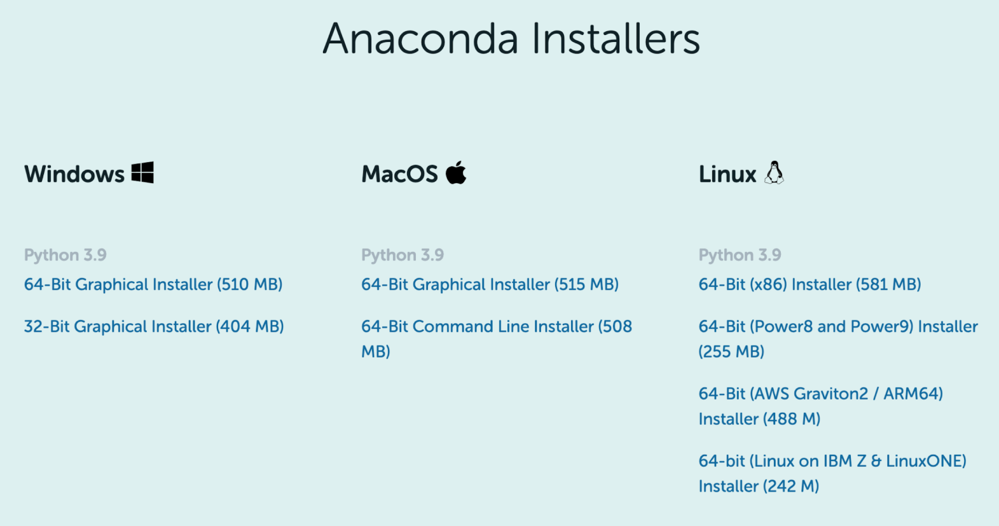 Anaconda Installers
Windows
Python 3.9
64-Bit Graphical Installer (510 MB)
32-Bit Graphical Installer (404 MB)
MacOS
Python 3.9
64-Bit Graphical Installer (515 MB)
64-Bit Command Line Installer (508
MB)
Linux
Python 3.9
64-Bit (x86) Installer (581 MB)
64-Bit (Power8 and Power9) Installer
(255 MB)
64-Bit (AWS Graviton2 / ARM64)
Installer (488 M)
64-bit (Linux on IBM Z & LinuxONE)
Installer (242 M)